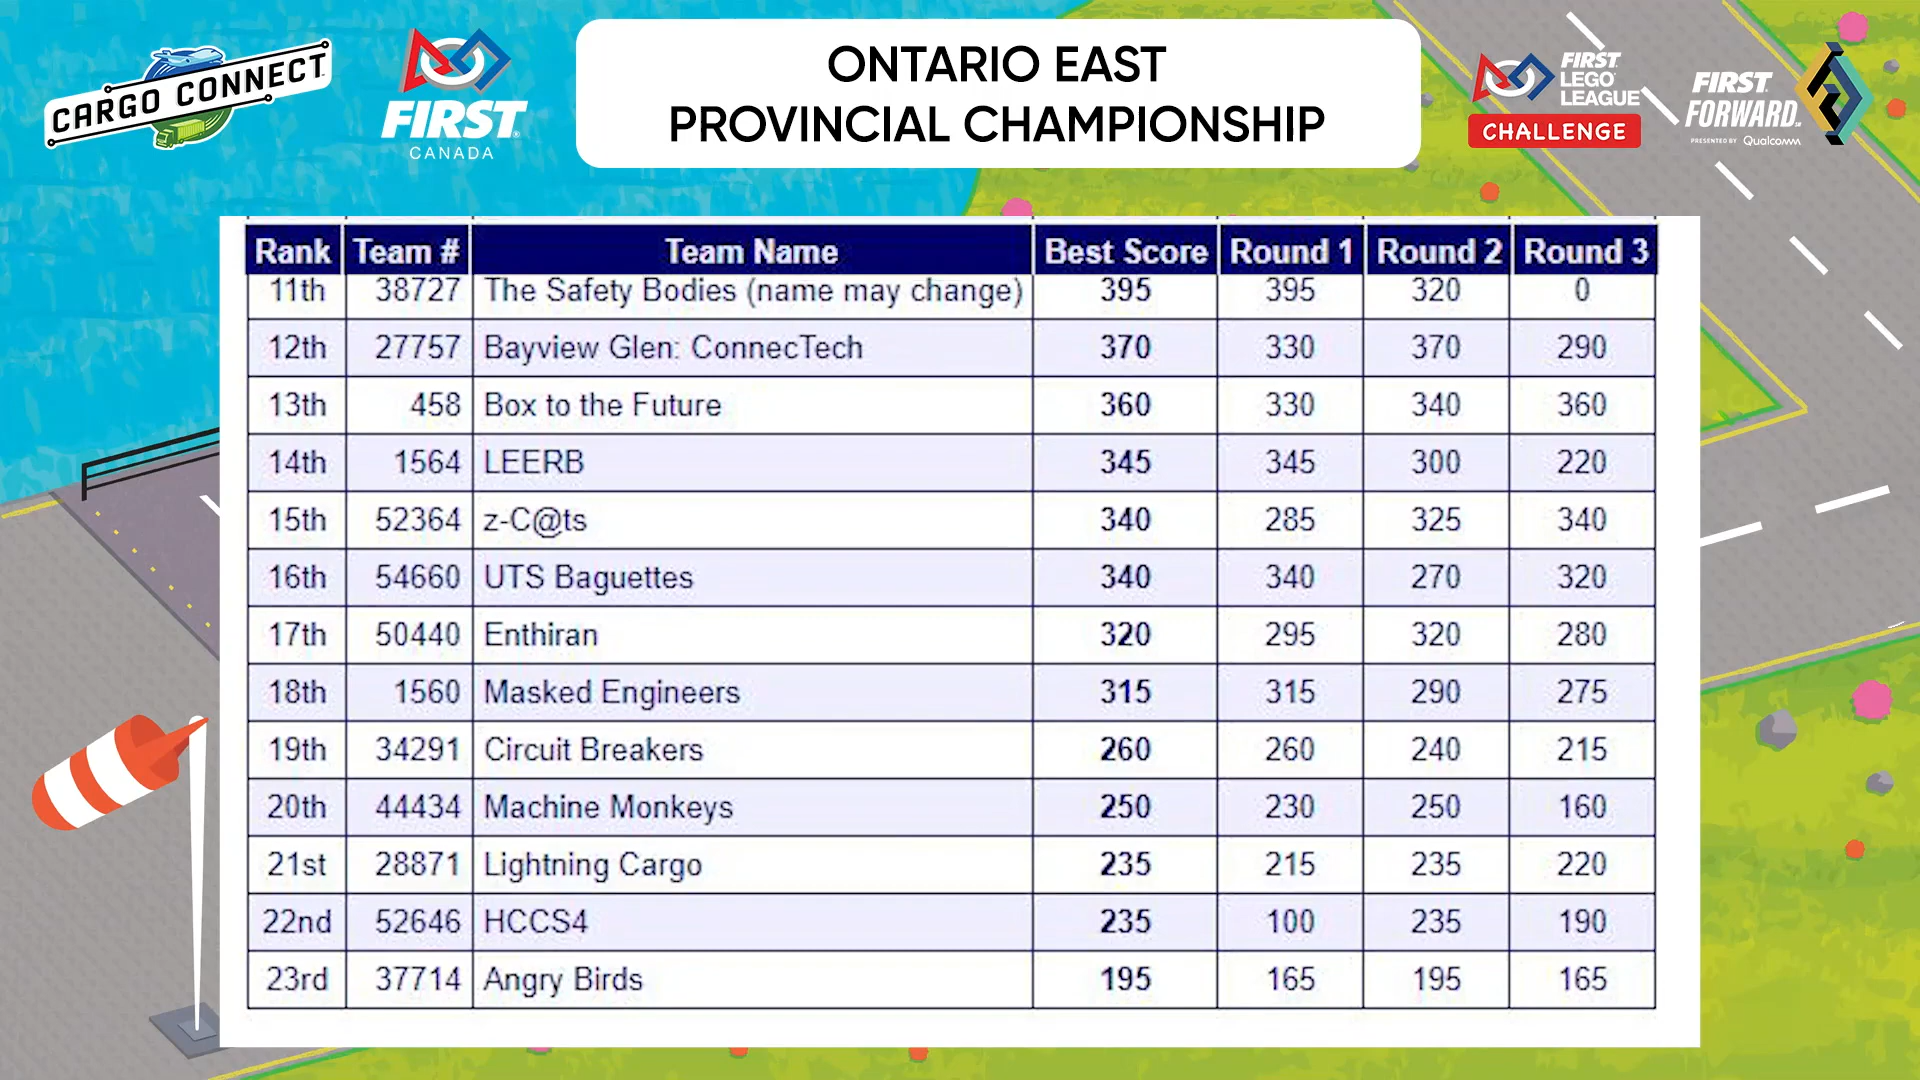 CARGO CONNECT
FIRST
CANADA
ONTARIO EAST
PROVINCIAL CHAMPIONSHIP
FIRST
LEGO
LEAGUE
CHALLENGE
FIRST
FORWARD
PRESENTED BY Qualcomm
Rank Team # Team Name Best Score Round 1 Round 2 Round 3
11th 38727 The Safety Bodies (name may change) 395 395 320 0
12th 27757 Bayview Glen: ConnecTech 370 330 370 290
13th 458 Box to the Future 360 330 340 360
14th 1564 LEERB 345 345 300 220
15th 52364 z-C@ts 340 285 325 340
16th 54660 UTS Baguettes 340 340 270 320
17th 50440 Enthiran 320 295 320 280
18th 1560 Masked Engineers 315 315 290 275
19th 34291 Circuit Breakers 260 260 240 215
20th 44434 Machine Monkeys 250 230 250 160
21st 28871 Lightning Cargo 235 215 235 220
22nd 52646 HCCS4 235 100 235 190
23rd 37714 Angry Birds 195 165 195 165